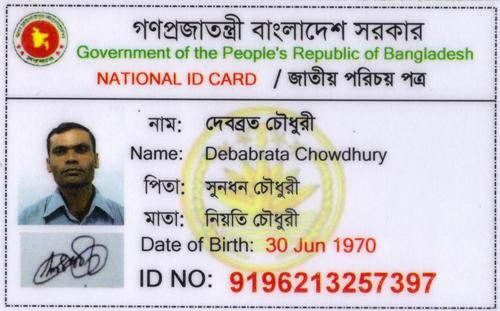 গণপ্রজাতন্ত্রী বাংলাদেশ সরকার
Government of the People's Republic of Bangladesh
NATIONAL ID CARD / জাতীয় পরিচয় পত্র
নাম: দেবব্রত চৌধুরী
Name: Debabrata Chowdhury
পিতা: সুনধন চৌধুরী
মাতা: নিয়তি চৌধুরী
Date of Birth: 30 Jun 1970
ID NO: 9196213257397